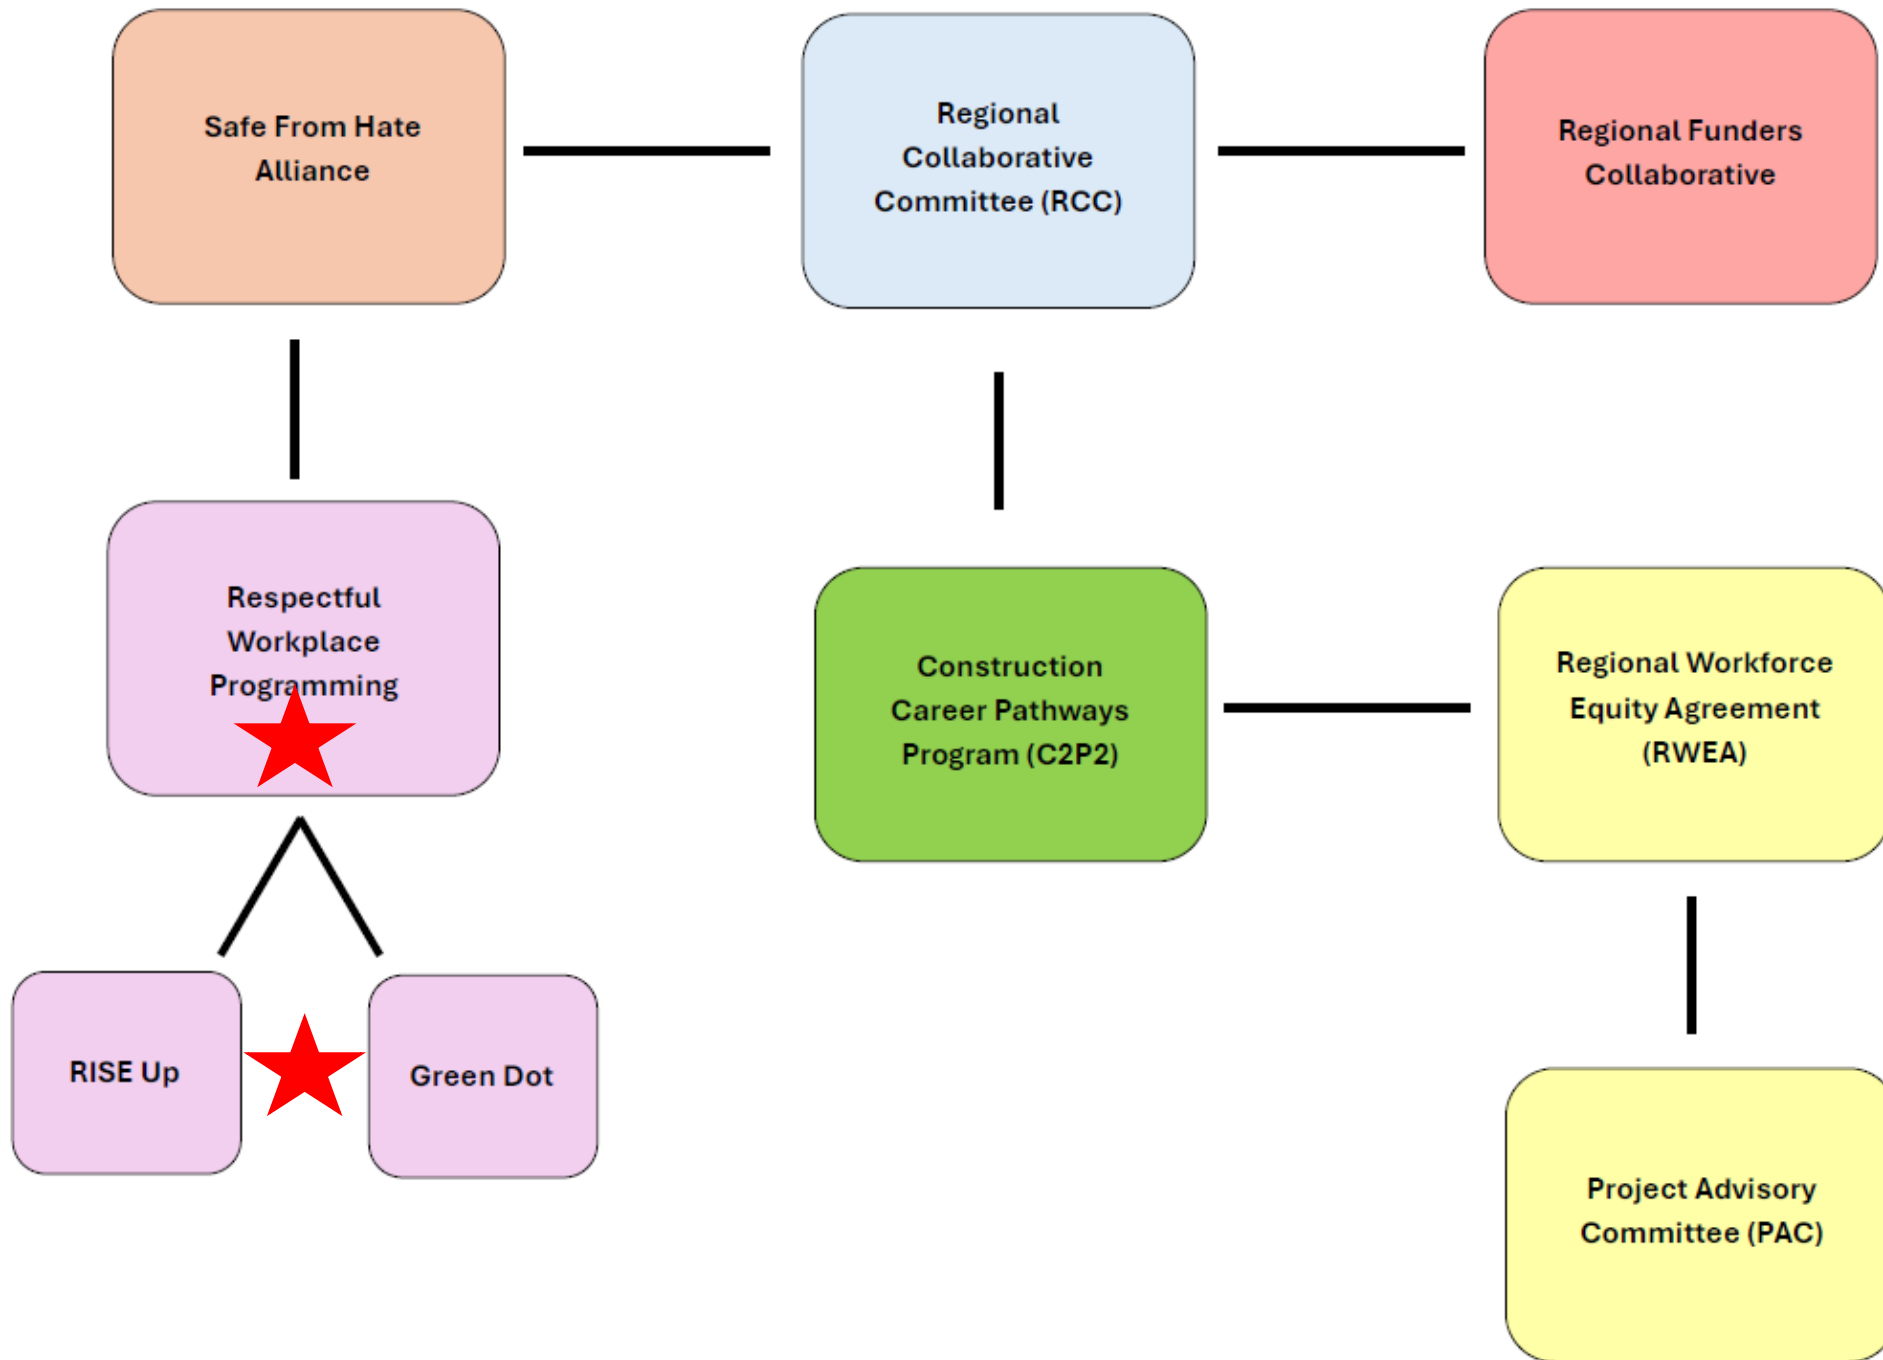 Safe From Hate
Alliance
Regional
Collaborative
Committee (RCC)
Regional Funders
Collaborative
Respectful
Workplace
Programming
Construction
Career Pathways
Program (C2P2)
Regional Workforce
Equity Agreement
(RWEA)
RISE Up
Green Dot
Project Advisory
Committee (PAC)